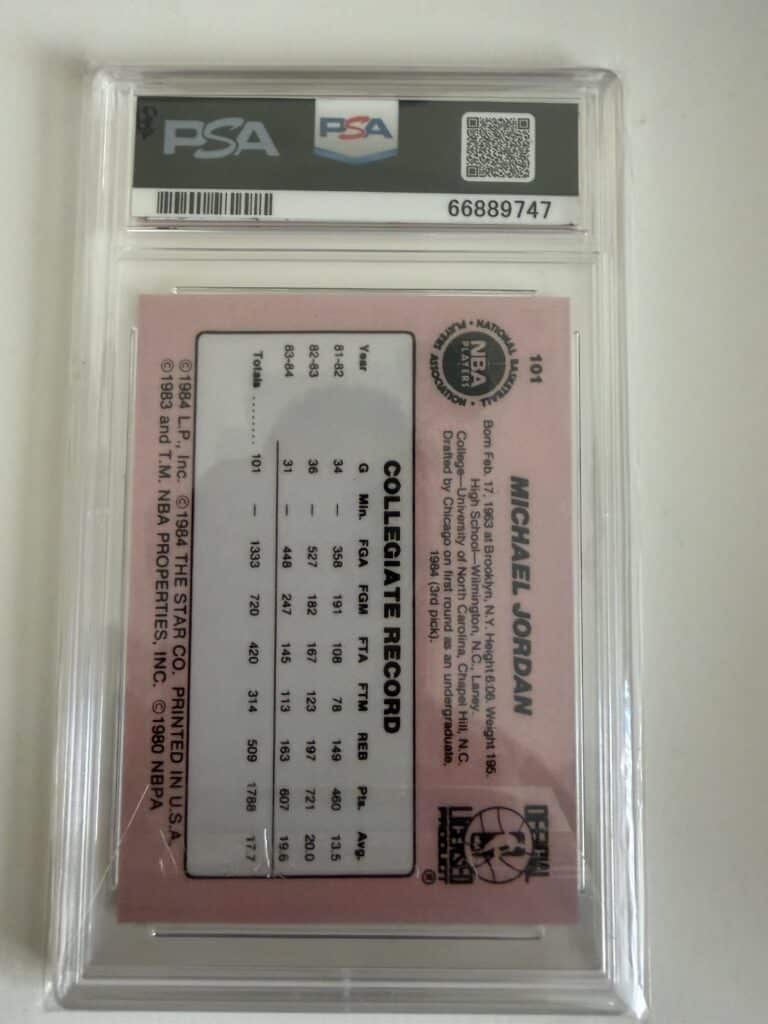 PSA
PSA
66889747
101
NATIONAL BASKETBALL
NBA
PLAYERS
PLAYERS ASSOCIATION
MICHAEL JORDAN
Born Feb. 17, 1963 at Brooklyn, N.Y. Height 6.06. Weight 195.
High School—Wilmington, N.C., Laney.
College—University of North Carolina, Chapel Hill, N.C.
Drafted by Chicago on first round as an undergraduate,
1984 (3rd pick).
OFFICIAL
LICENSED
PRODUCT
®
COLLEGIATE RECORD
Year G Min. FGA FGM FTA FTM REB Pts. Avg.
81-82 34 — 358 191 108 78 149 460 13.5
82-83 36 — 527 182 167 123 197 721 20.0
83-84 31 — 448 247 145 113 163 607 19.6
Totals ........ 101 — 1333 720 420 314 509 1788 17.7
©1984 L.P., Inc. ©1984 THE STAR CO. PRINTED IN U.S.A.
©1983 and T.M. NBA PROPERTIES, INC. ©1980 NBPA